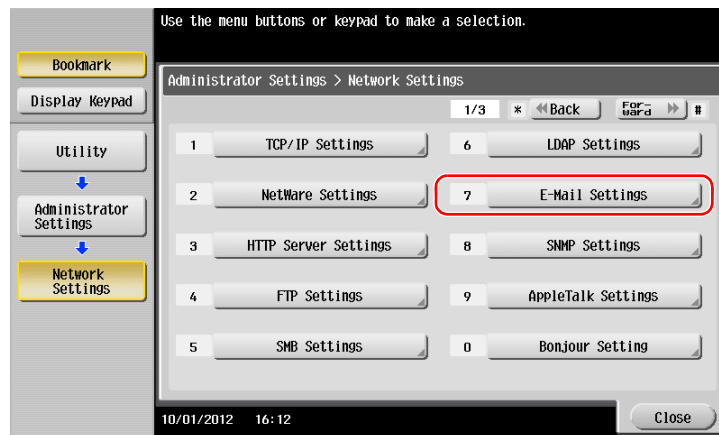 Use the menu buttons or keypad to make a selection.
Bookmark
Display Keypad
Utility
Administrator
Settings
Network
Settings
Administrator Settings > Network Settings
1/3 * Back For-
ward #
1 TCP/IP Settings
6 LDAP Settings
2 NetWare Settings
7 E-Mail Settings
3 HTTP Server Settings
8 SNMP Settings
4 FTP Settings
9 AppleTalk Settings
5 SMB Settings
0 Bonjour Setting
10/01/2012 16:12
Close